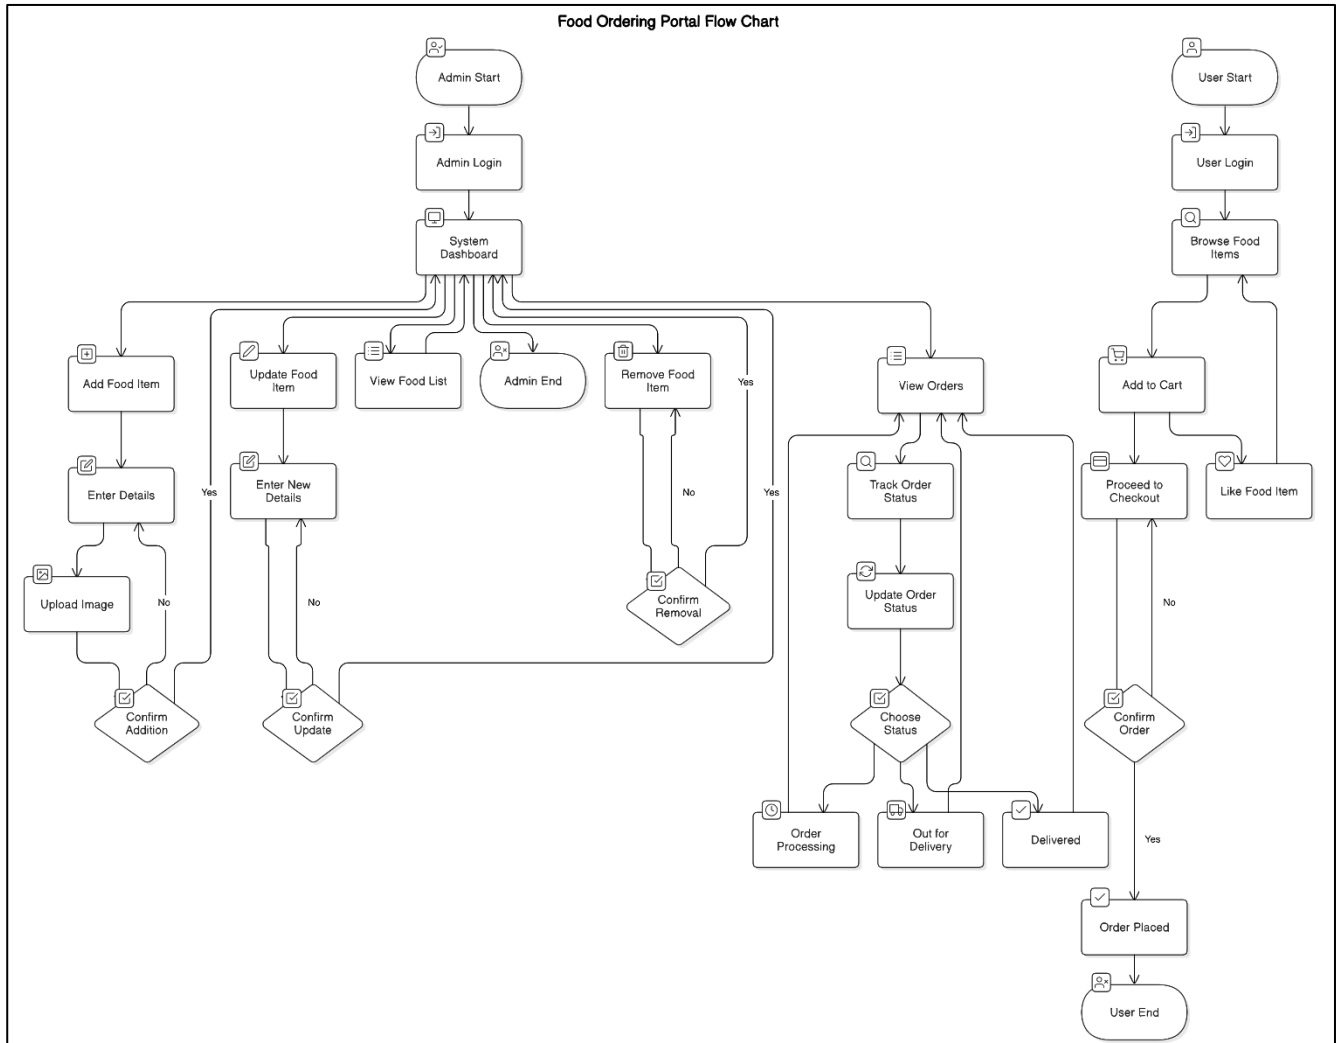 Food Ordering Portal Flow Chart
Admin Start
User Start
Admin Login
User Login
System
Dashboard
Browse Food
Items
Add Food Item
Update Food
Item
View Food List
Admin End
Remove Food
Item
Yes
View Orders
Add to Cart
Enter Details
Yes
Enter New
Details
No
Yes
Track Order
Status
Proceed to
Checkout
Like Food Item
Upload Image
No
No
Confirm
Removal
Update Order
Status
No
Confirm
Addition
Confirm
Update
Choose
Status
Confirm
Order
Order
Processing
Out for
Delivery
Delivered
Yes
Order Placed
User End